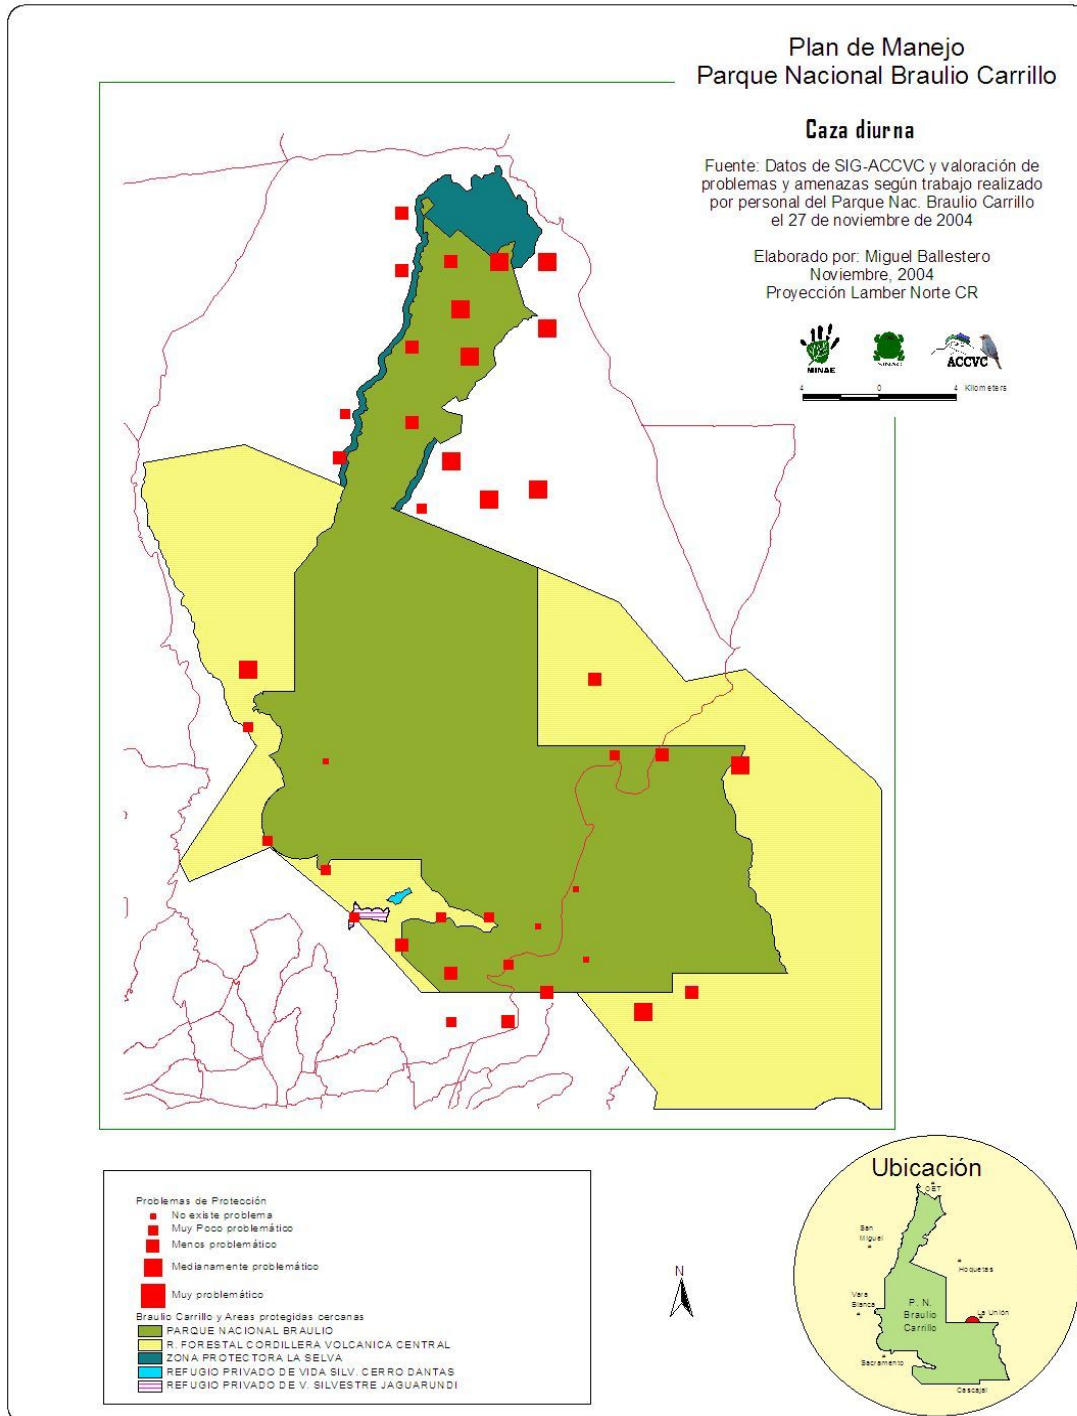 Plan de Manejo
Parque Nacional Braulio Carrillo
Caza diurna
Fuente: Datos de SIG-ACCVC y valoración de
problemas y amenazas según trabajo realizado
por personal del Parque Nac. Braulio Carrillo
el 27 de noviembre de 2004
Elaborado por: Miguel Ballestero
Noviembre, 2004
Proyección Lamber Norte CR
MINAE
SINAC
ACCVC
4 0 4 Kilometers
Problemas de Protección
No existe problema
Muy Poco problemático
Menos problemático
Medianamente problemático
Muy problemático
Braulio Carrillo y Areas protegidas cercanas
PARQUE NACIONAL BRAULIO
R. FORESTAL CORDILLERA VOLCANICA CENTRAL
ZONA PROTECTORA LA SELVA
REFUGIO PRIVADO DE VIDA SILV. CERRO DANTAS
REFUGIO PRIVADO DE V. SILVESTRE JAGUARUNDI
N
Ubicación
OET
San
Miguel
Hoquetas
Vara
Blanca
P. N.
Braulio
Carrillo
La Unión
Sacramento
Cascajal